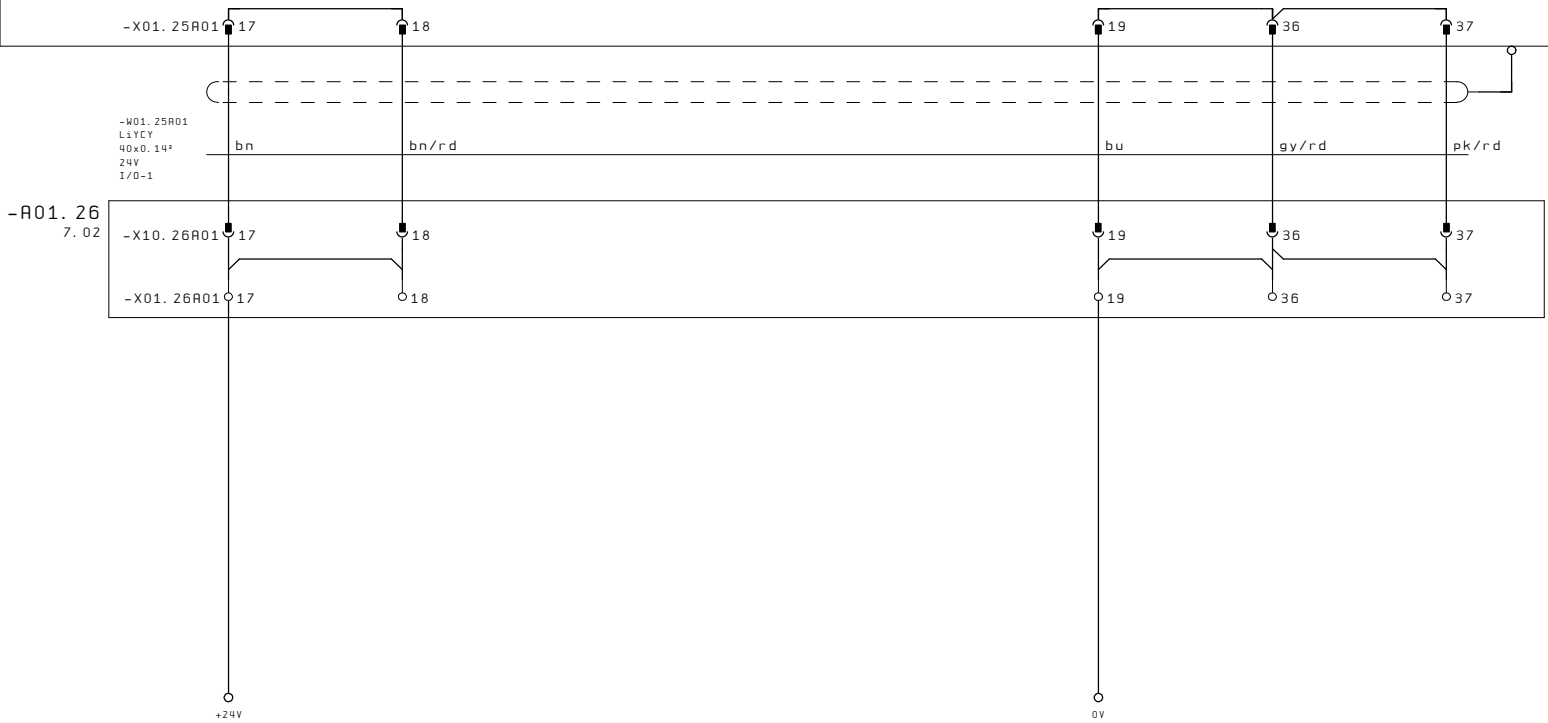 -X01.25A01 17 18 19 36 37
-W01.25A01
LiYCY
40x0.14²
24V
I/O-1
bn bn/rd bu gy/rd pk/rd
-A01.26
7.02
-X10.26A01 17 18 19 36 37
-X01.26A01 17 18 19 36 37
+24V 0V